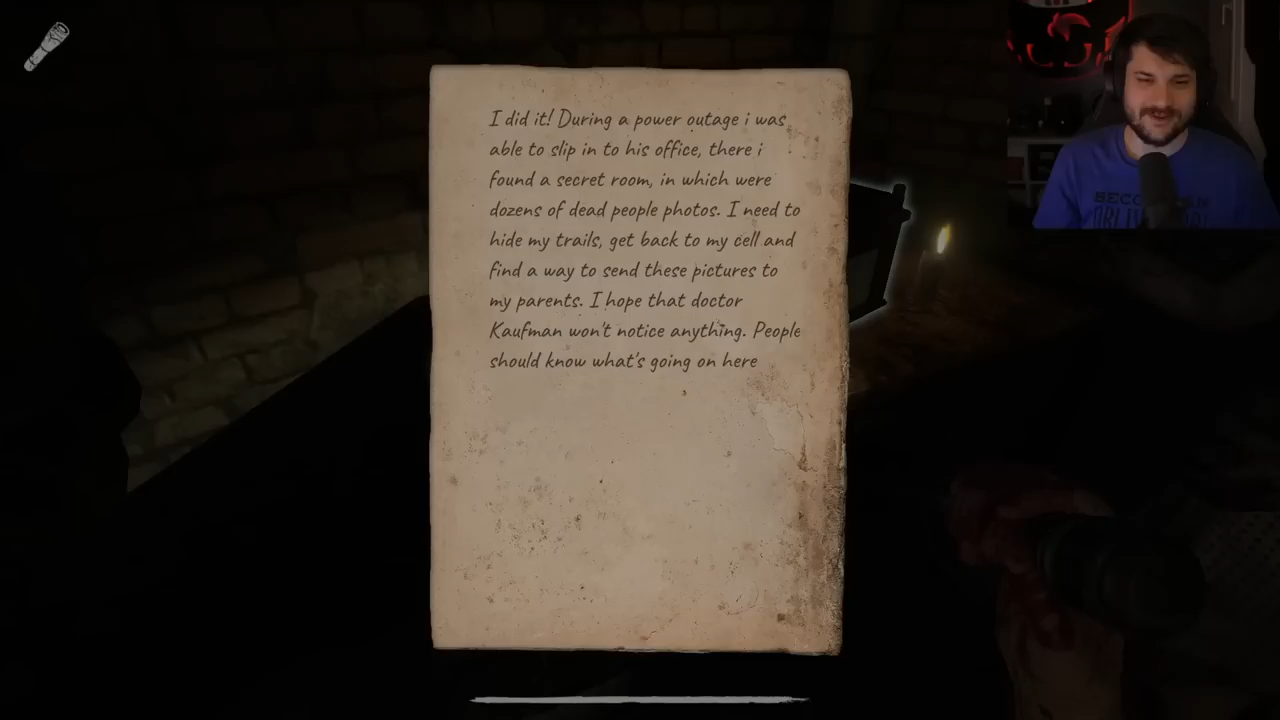 I did it! During a power outage i was
able to slip in to his office, there i
found a secret room, in which were
dozens of dead people photos. I need to
hide my trails, get back to my cell and
find a way to send these pictures to
my parents. I hope that doctor
Kaufman won't notice anything. People
should know what's going on here